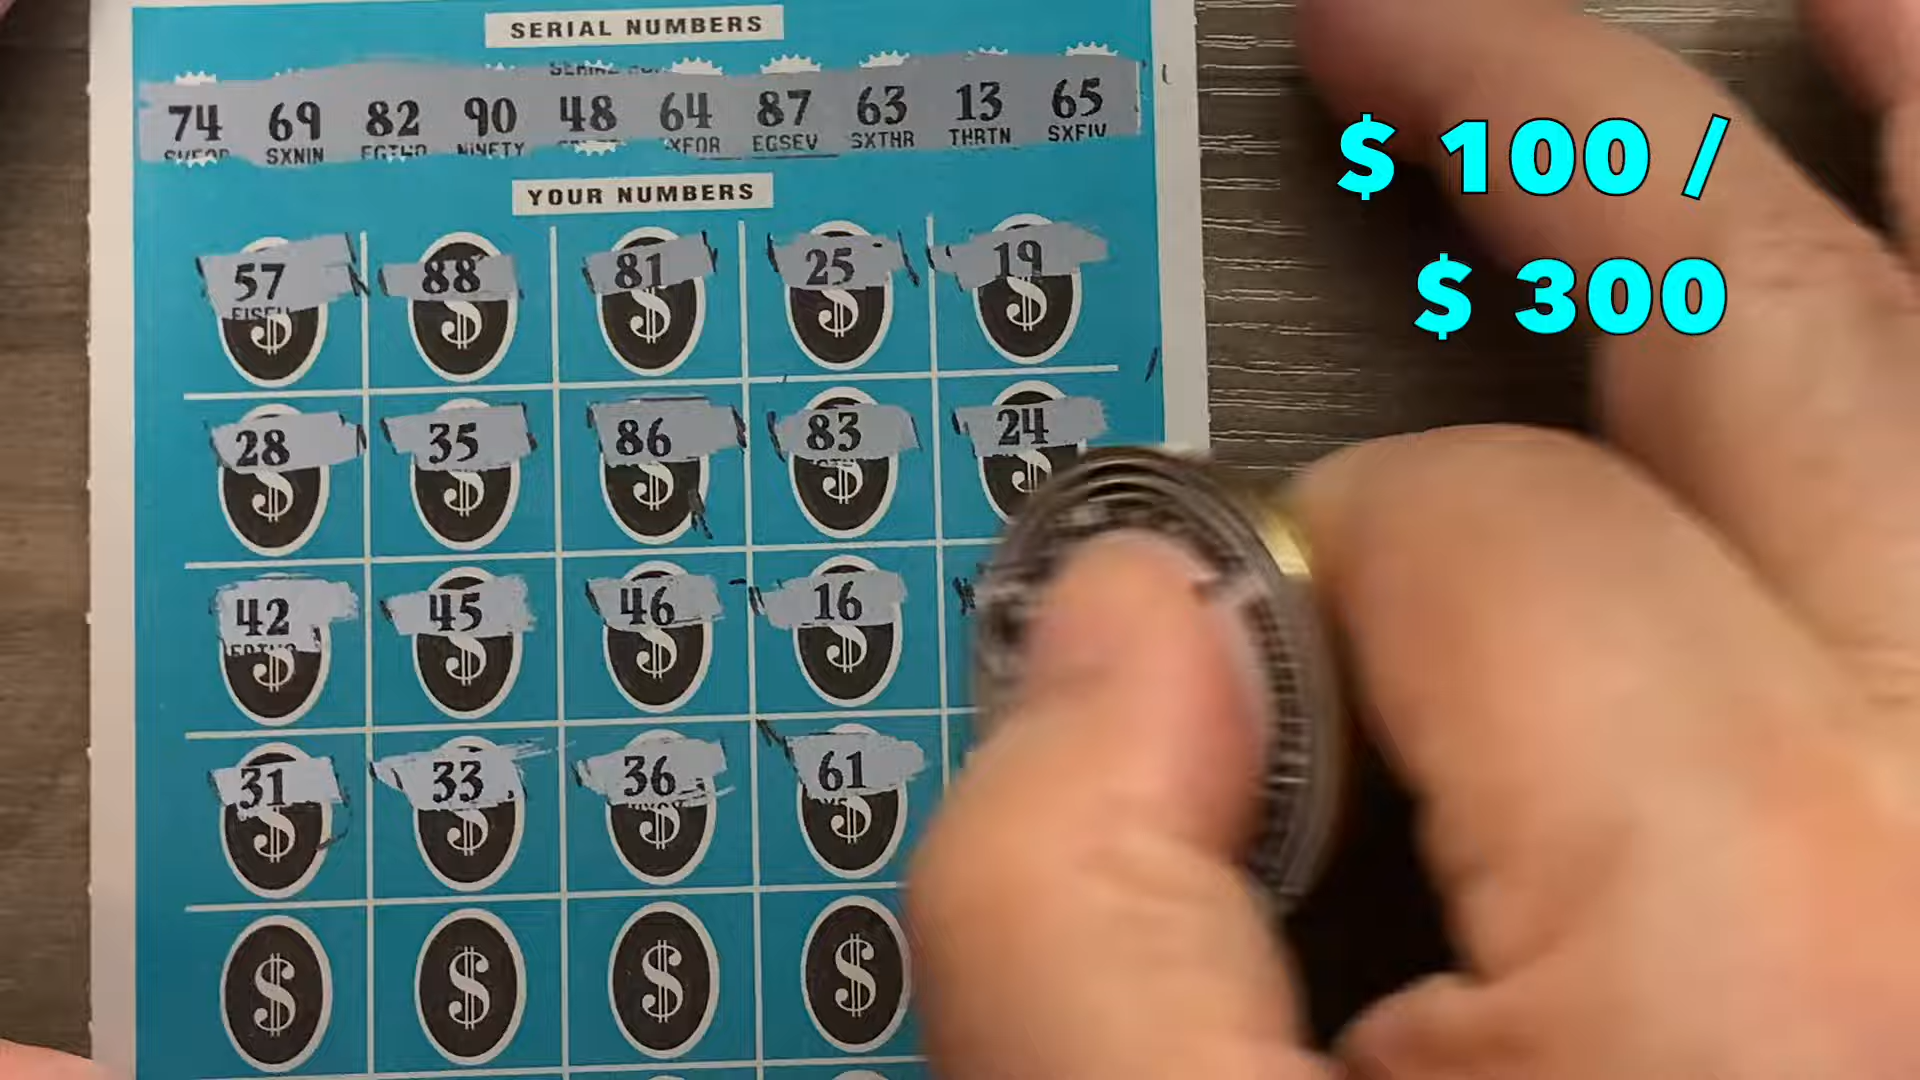 SERIAL NUMBERS
74 69 82 90 48 64 87 63 13 65
SXNIN NINETY XFOR EGSEV SXTHR THRTN SXFIV
YOUR NUMBERS
57 88 81 25 19
$ $ $ $ $
28 35 86 83 24
$ $ $ $ $
42 45 46 16
$ $ $ $
31 33 36 61
$ $ $ $
$ $ $ $
$ 100 /
$ 300